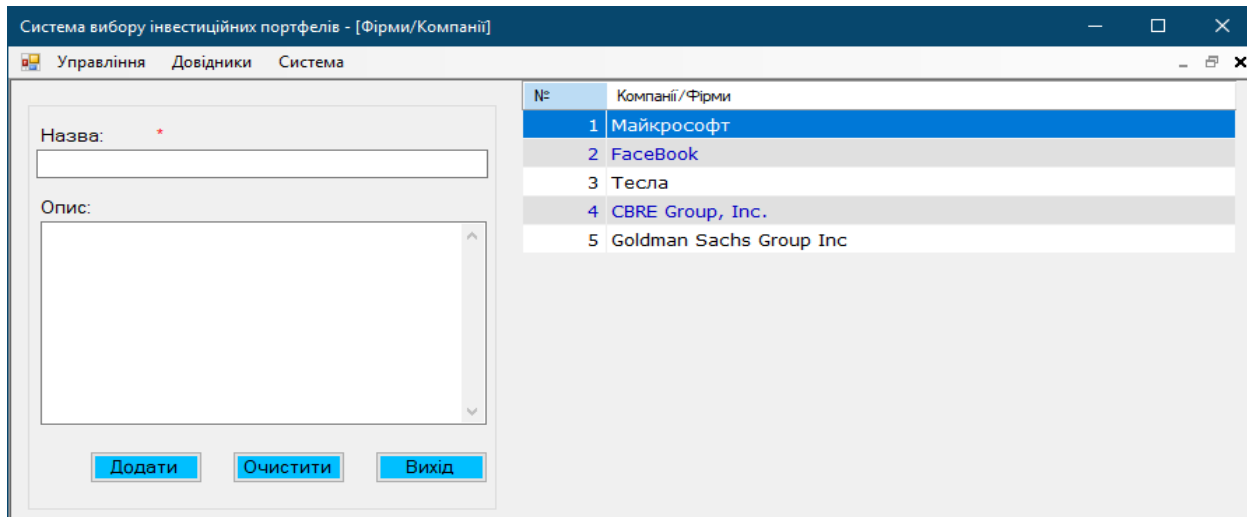 Система вибору інвестиційних портфелів - [Фірми/Компанії]
Управління Довідники Система
Назва: *
Опис:
Додати Очистити Вихід
№ Компанії/Фірми
1 Майкрософт
2 FaceBook
3 Тесла
4 CBRE Group, Inc.
5 Goldman Sachs Group Inc